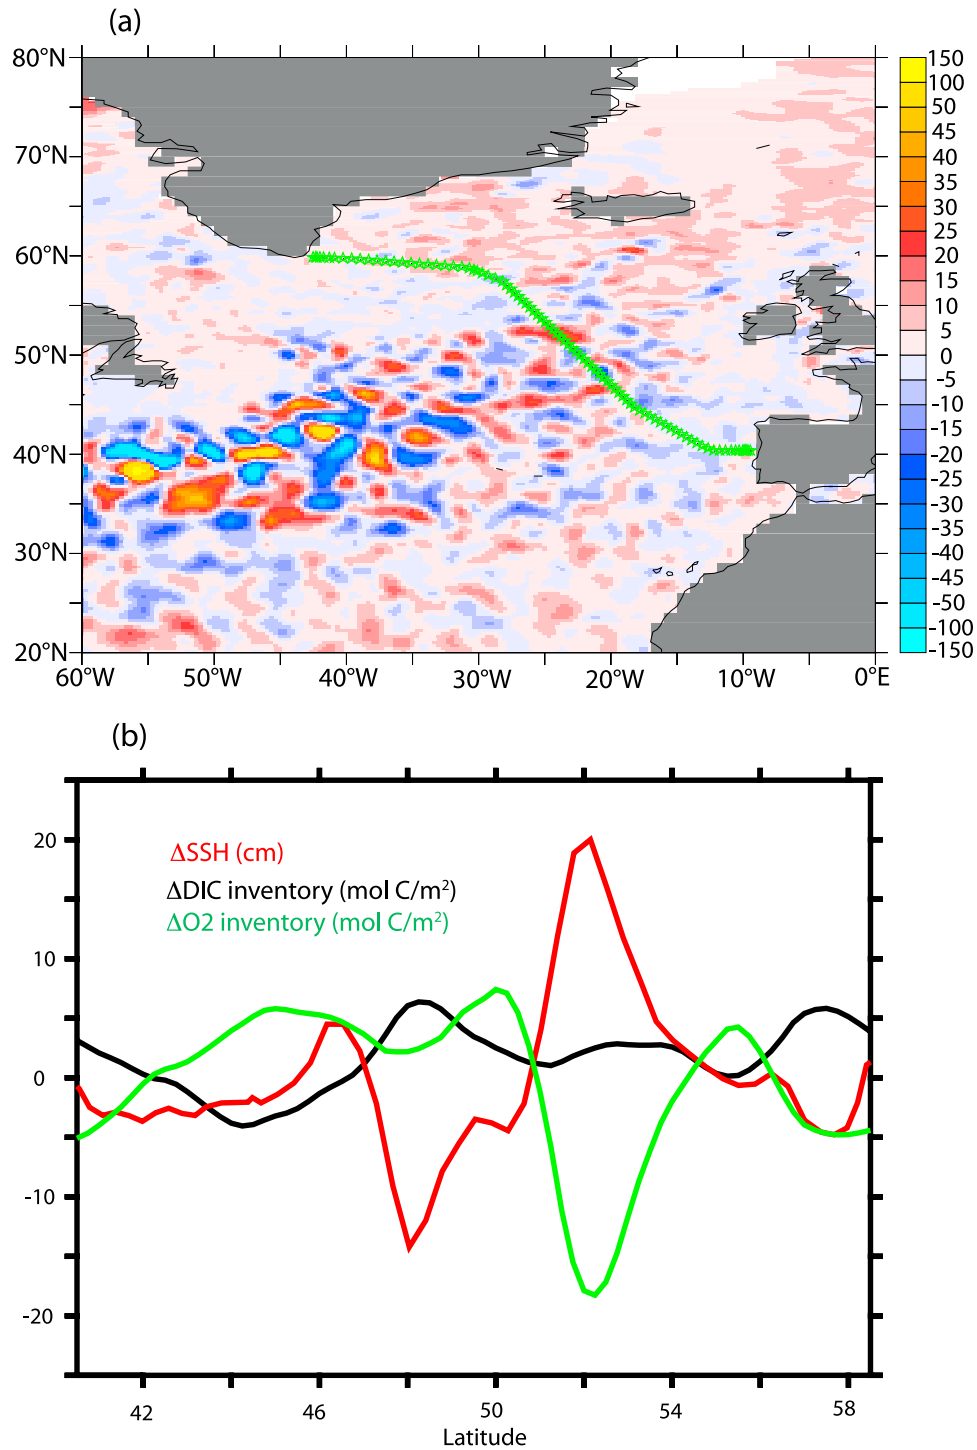 (a)
80°N
70°N
60°N
50°N
40°N
30°N
20°N
60°W 50°W 40°W 30°W 20°W 10°W 0°E
150
100
50
45
40
35
30
25
20
15
10
5
0
-5
-10
-15
-20
-25
-30
-35
-40
-45
-50
-100
-150
(b)
20
10
0
-10
-20
ΔSSH (cm)
ΔDIC inventory (mol C/m²)
ΔO2 inventory (mol C/m²)
42 46 50 54 58
Latitude